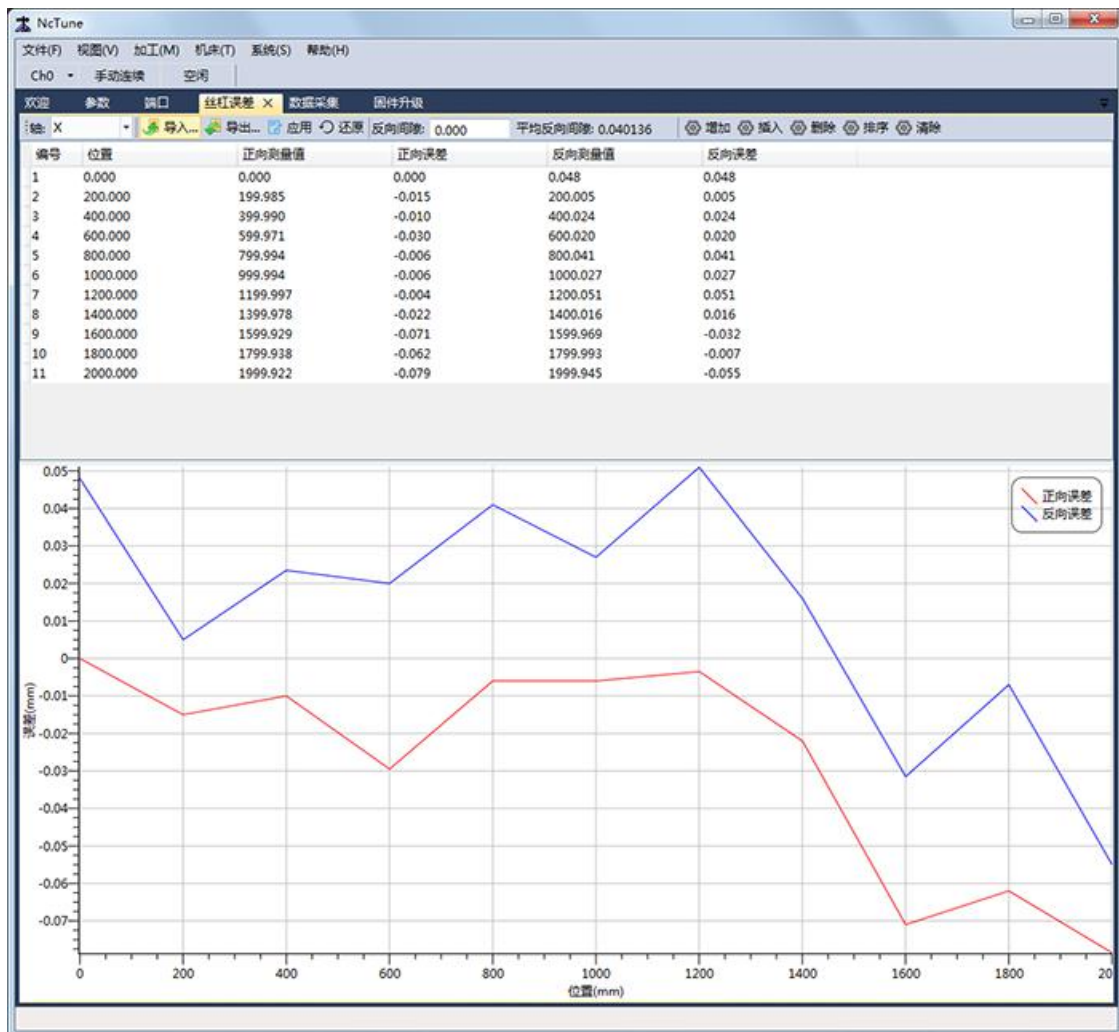 NcTune
文件(F) 视图(V) 加工(M) 机床(T) 系统(S) 帮助(H)
Ch0 手动连续 空闲
欢迎 参数 端口 丝杠误差 数据采集 固件升级
轴: X 导入... 导出... 应用 还原 反向间隙: 0.000 平均反向间隙: 0.040136 增加 插入 删除 排序 清除
编号 位置 正向测量值 正向误差 反向测量值 反向误差
1 0.000 0.000 0.000 0.048 0.048
2 200.000 199.985 -0.015 200.005 0.005
3 400.000 399.990 -0.010 400.024 0.024
4 600.000 599.971 -0.030 600.020 0.020
5 800.000 799.994 -0.006 800.041 0.041
6 1000.000 999.994 -0.006 1000.027 0.027
7 1200.000 1199.997 -0.004 1200.051 0.051
8 1400.000 1399.978 -0.022 1400.016 0.016
9 1600.000 1599.929 -0.071 1599.969 -0.032
10 1800.000 1799.938 -0.062 1799.993 -0.007
11 2000.000 1999.922 -0.079 1999.945 -0.055
0.05
正向误差
反向误差
0.04
0.03
0.02
0.01
0
-0.01
误差(mm)
-0.02
-0.03
-0.04
-0.05
-0.06
-0.07
0 200 400 600 800 1000 1200 1400 1600 1800 20
位置(mm)